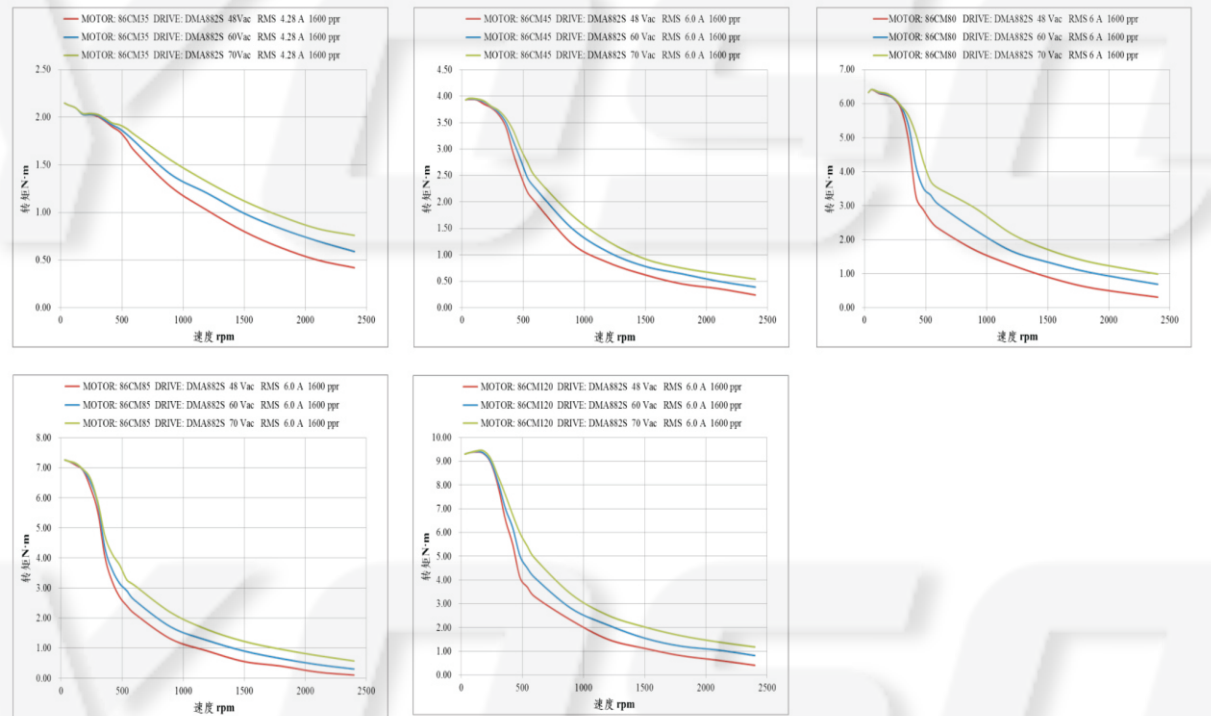 MOTOR: 86CM35 DRIVE: DMA882S 48Vac RMS 4.28 A 1600 ppr
MOTOR: 86CM35 DRIVE: DMA882S 60Vac RMS 4.28 A 1600 ppr
MOTOR: 86CM35 DRIVE: DMA882S 70Vac RMS 4.28 A 1600 ppr
2.50
2.00
1.50
1.00
0.50
0.00
转矩N·m
0 500 1000 1500 2000 2500
速度 rpm
MOTOR: 86CM45 DRIVE: DMA882S 48 Vac RMS 6.0 A 1600 ppr
MOTOR: 86CM45 DRIVE: DMA882S 60 Vac RMS 6.0 A 1600 ppr
MOTOR: 86CM45 DRIVE: DMA882S 70 Vac RMS 6.0 A 1600 ppr
4.50
4.00
3.50
3.00
2.50
2.00
1.50
1.00
0.50
0.00
转矩N·m
0 500 1000 1500 2000 2500
速度 rpm
MOTOR: 86CM80 DRIVE: DMA882S 48 Vac RMS 6 A 1600 ppr
MOTOR: 86CM80 DRIVE: DMA882S 60 Vac RMS 6 A 1600 ppr
MOTOR: 86CM80 DRIVE: DMA882S 70 Vac RMS 6 A 1600 ppr
7.00
6.00
5.00
4.00
3.00
2.00
1.00
0.00
转矩N·m
0 500 1000 1500 2000 2500
速度 rpm
MOTOR: 86CM85 DRIVE: DMA882S 48 Vac RMS 6.0 A 1600 ppr
MOTOR: 86CM85 DRIVE: DMA882S 60 Vac RMS 6.0 A 1600 ppr
MOTOR: 86CM85 DRIVE: DMA882S 70 Vac RMS 6.0 A 1600 ppr
8.00
7.00
6.00
5.00
4.00
3.00
2.00
1.00
0.00
转矩N·m
0 500 1000 1500 2000 2500
速度 rpm
MOTOR: 86CM120 DRIVE: DMA882S 48 Vac RMS 6.0 A 1600 ppr
MOTOR: 86CM120 DRIVE: DMA882S 60 Vac RMS 6.0 A 1600 ppr
MOTOR: 86CM120 DRIVE: DMA882S 70 Vac RMS 6.0 A 1600 ppr
10.00
9.00
8.00
7.00
6.00
5.00
4.00
3.00
2.00
1.00
0.00
转矩N·m
0 500 1000 1500 2000 2500
速度 rpm